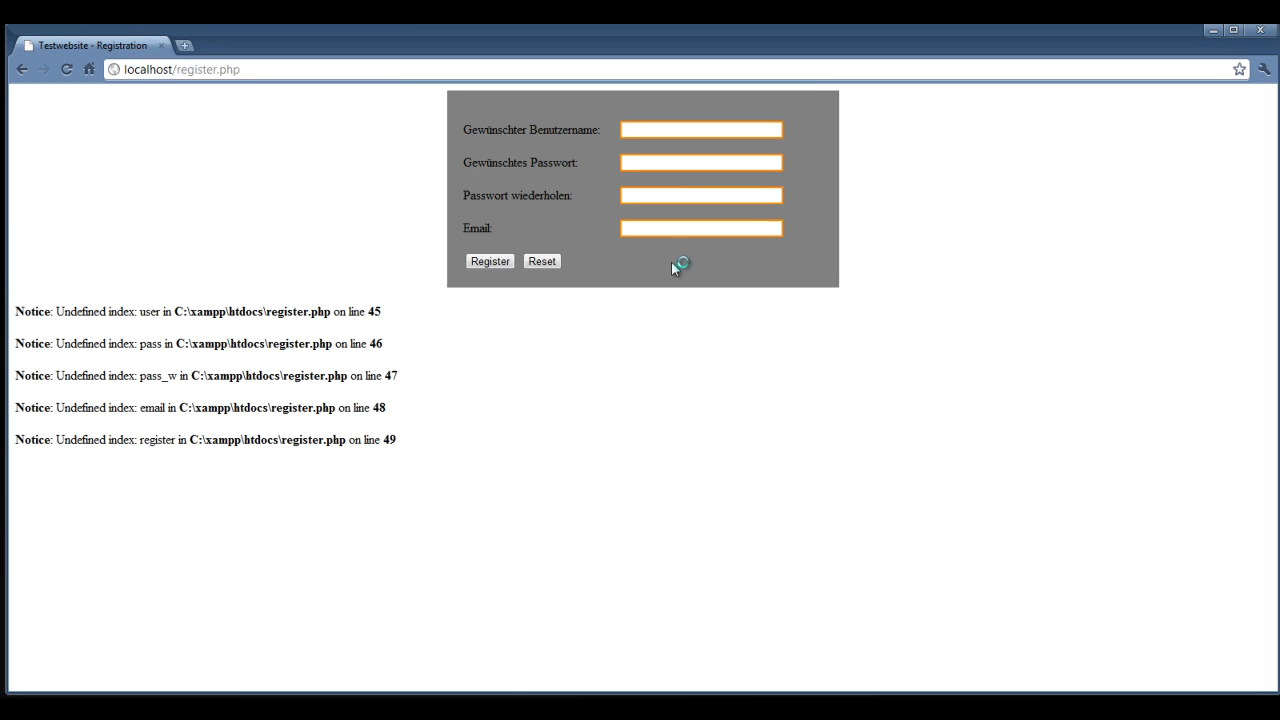 Testwebsite - Registration
localhost/register.php
Gewünschter Benutzername:
Gewünschtes Passwort:
Passwort wiederholen:
Email:
Register Reset
Notice: Undefined index: user in C:\xampp\htdocs\register.php on line 45
Notice: Undefined index: pass in C:\xampp\htdocs\register.php on line 46
Notice: Undefined index: pass_w in C:\xampp\htdocs\register.php on line 47
Notice: Undefined index: email in C:\xampp\htdocs\register.php on line 48
Notice: Undefined index: register in C:\xampp\htdocs\register.php on line 49